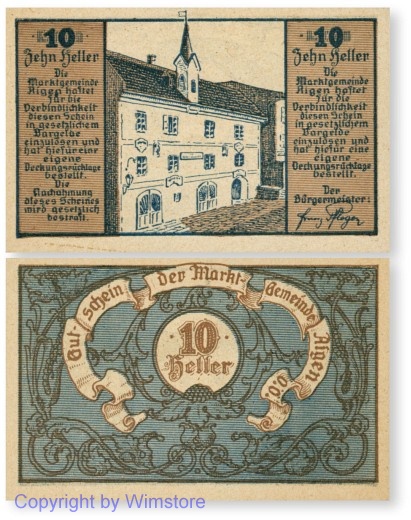 10
Zehn Heller
Die
Marktgemeinde
Aigen haftet
für die
Verbindlichkeit
diesen Schein
in gesetzlichem
Bargelde
einzulösen und
hat hiefür eine
eigene
Deckungsrücklage
bestellt.
Die
Nachahmung
dieses Scheines
wird gesetzlich
bestraft.
10
Zehn Heller
Die
Marktgemeinde
Aigen haftet
für die
Verbindlichkeit
diesen Schein
in gesetzlichem
Bargelde
einzulösen und
hat hiefür eine
eigene
Deckungsrücklage
bestellt.
Der
Bürgermeister:
Gut-schein der Markt-Gemeinde Aigen O.Ö.
10
Heller
Copyright by Wimstore